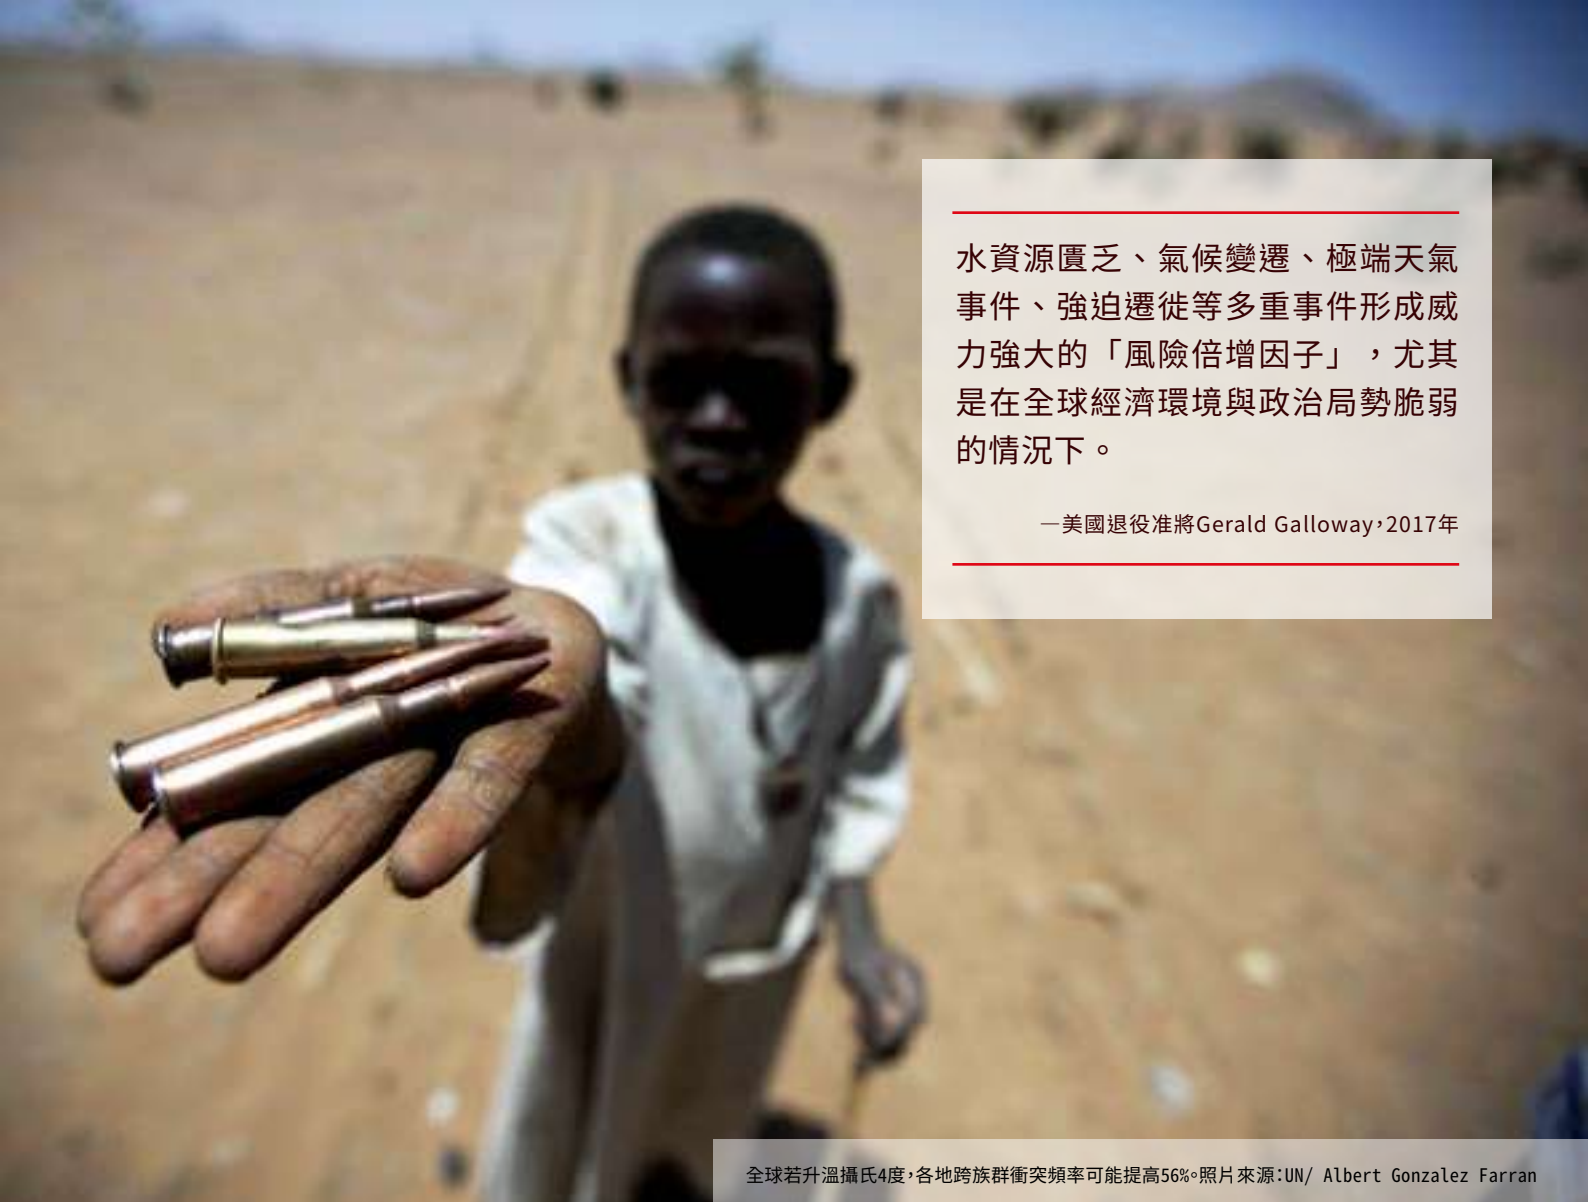 水資源匱乏、氣候變遷、極端天氣
事件、強迫遷徙等多重事件形成威
力強大的「風險倍增因子」，尤其
是在全球經濟環境與政治局勢脆弱
的情況下。
—美國退役准將Gerald Galloway，2017年
全球若升溫攝氏4度，各地跨族群衝突頻率可能提高56%。照片來源：UN/ Albert Gonzalez Farran